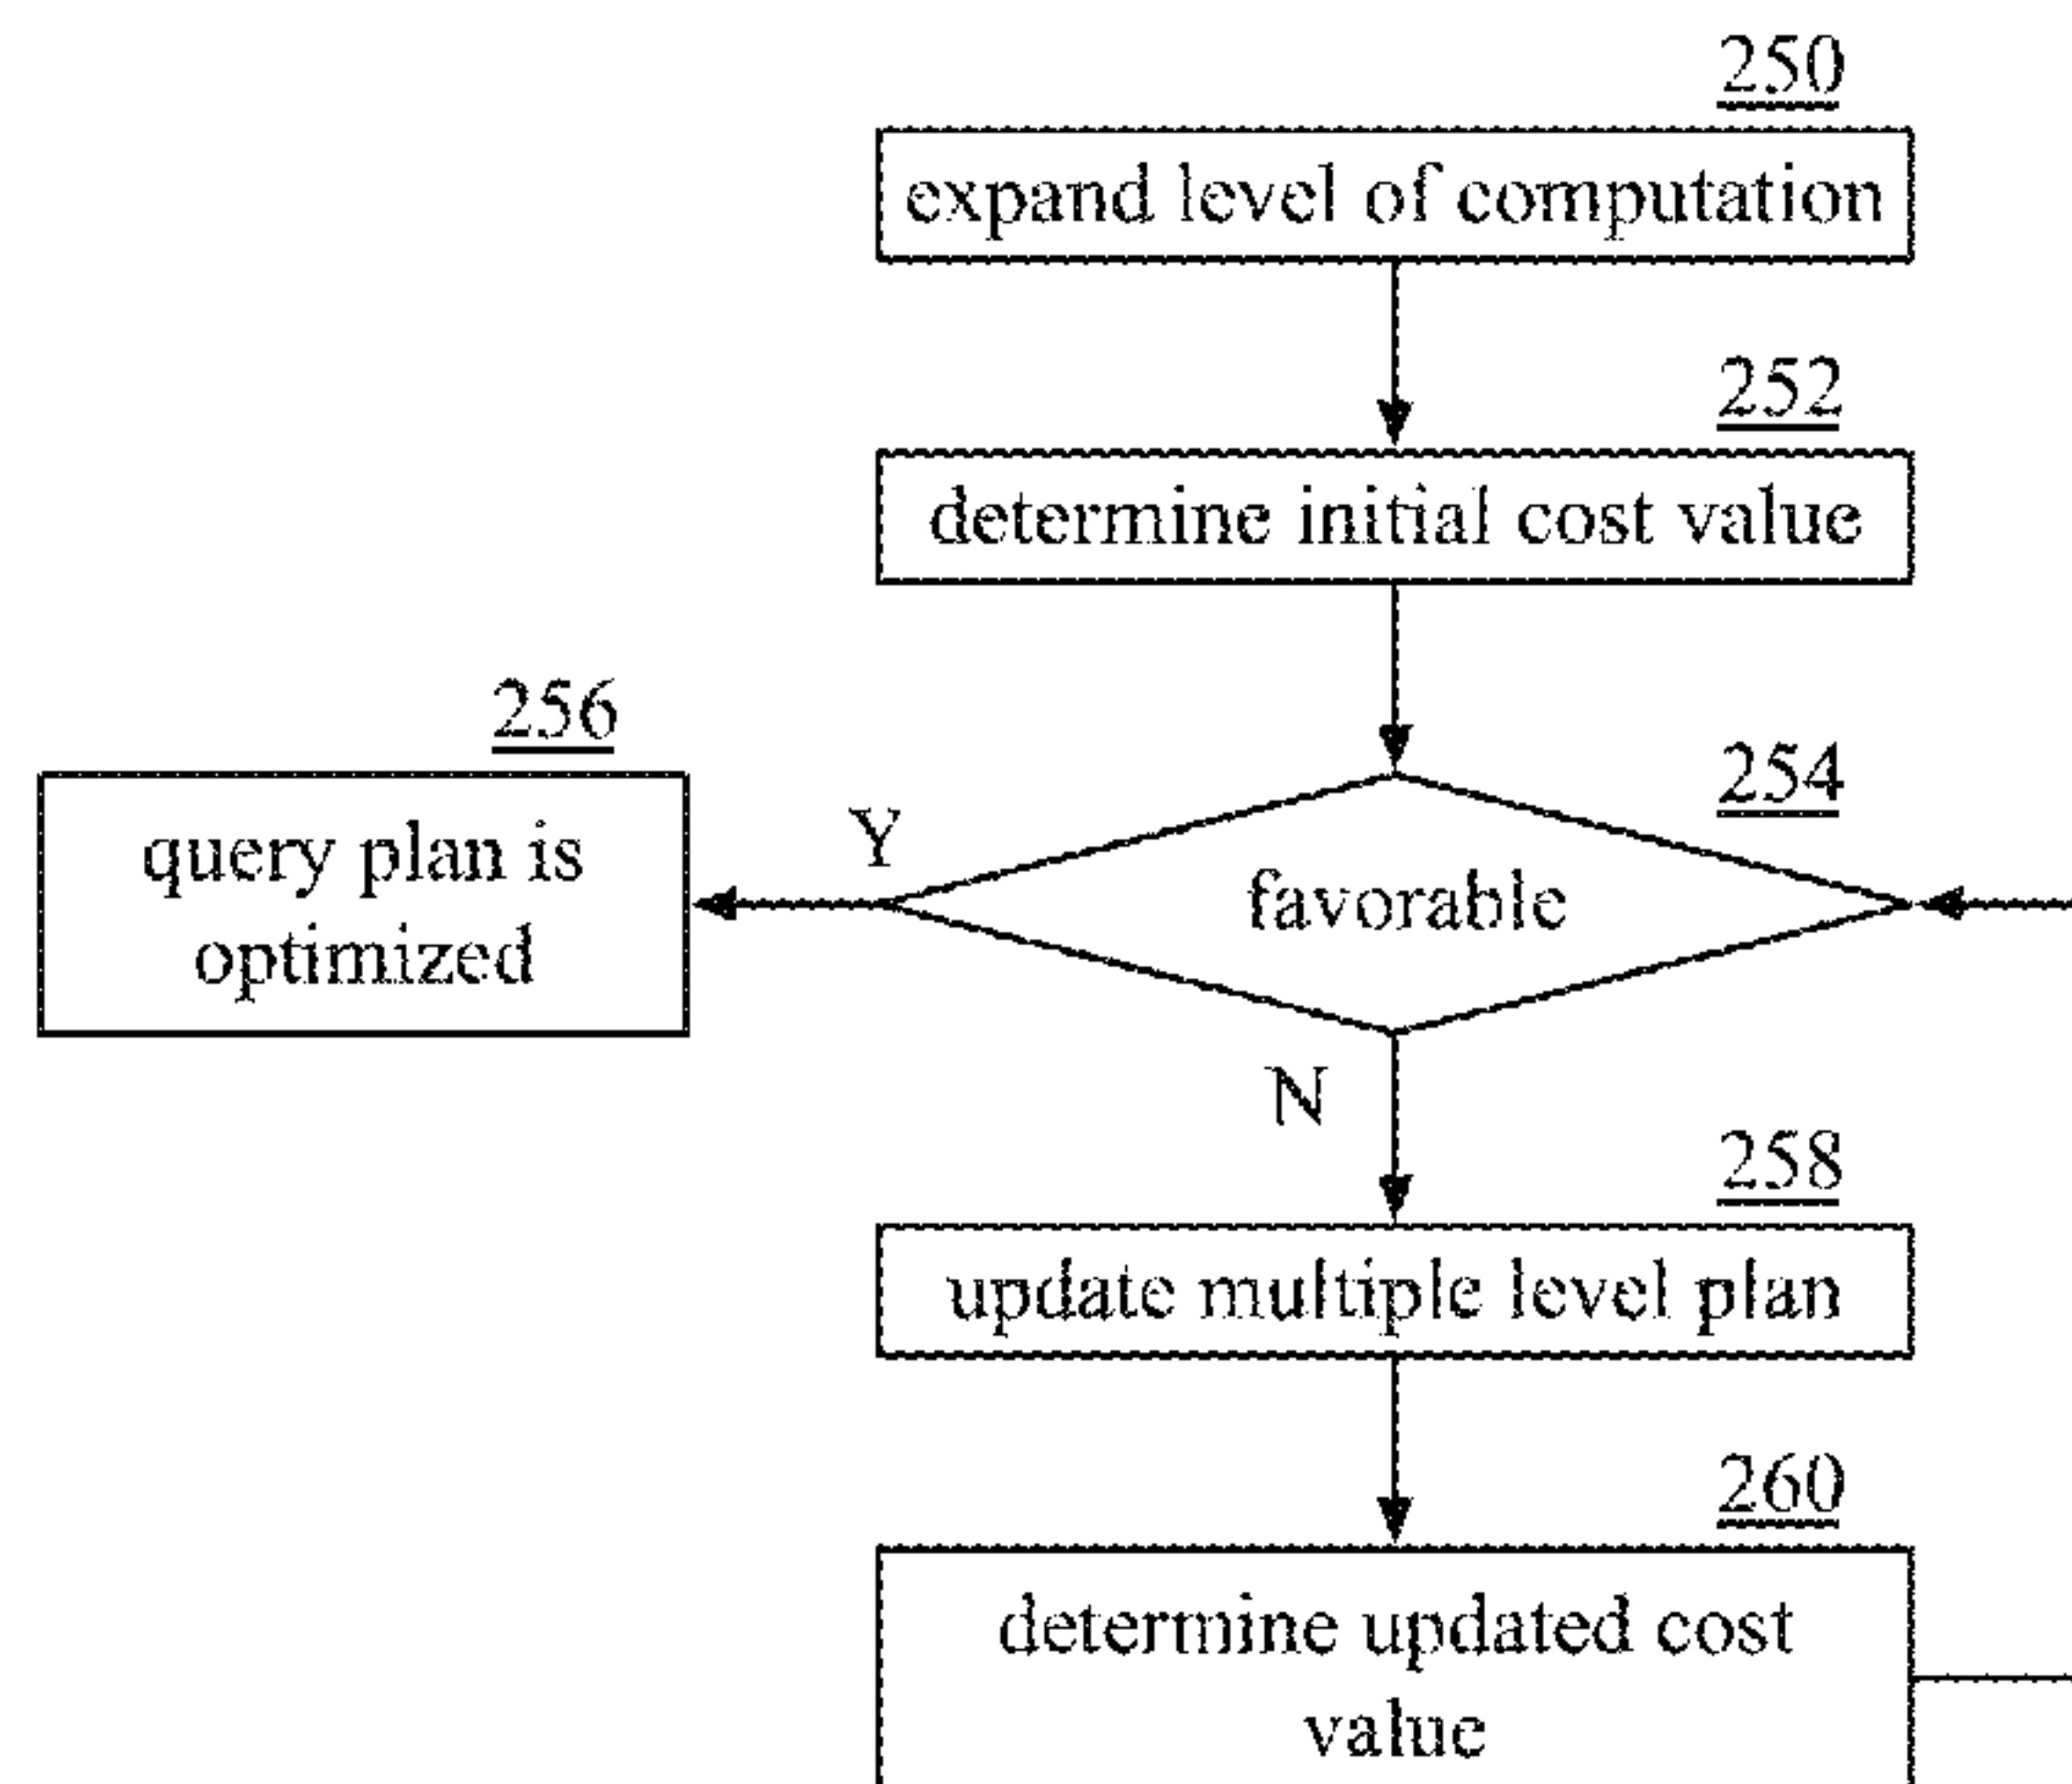 250
expand level of computation
252
determine initial cost value
256
query plan is
optimized
Y
254
favorable
N
258
update multiple level plan
260
determine updated cost
value